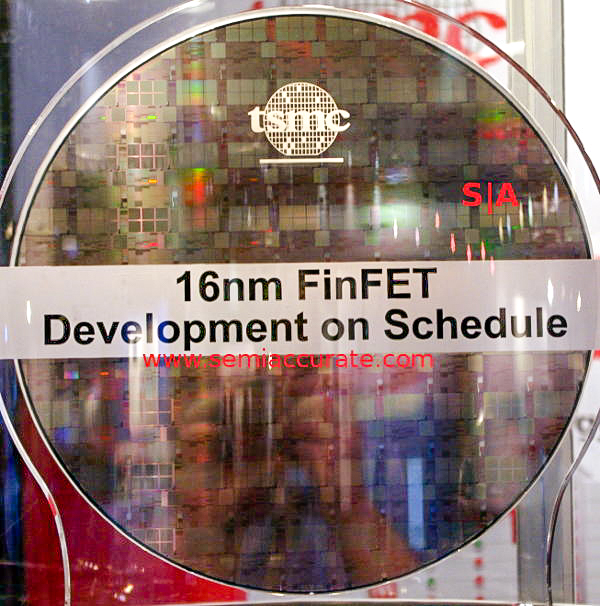 tsmc
S|A
16nm FinFET
Development on Schedule
www.semiaccurate.com